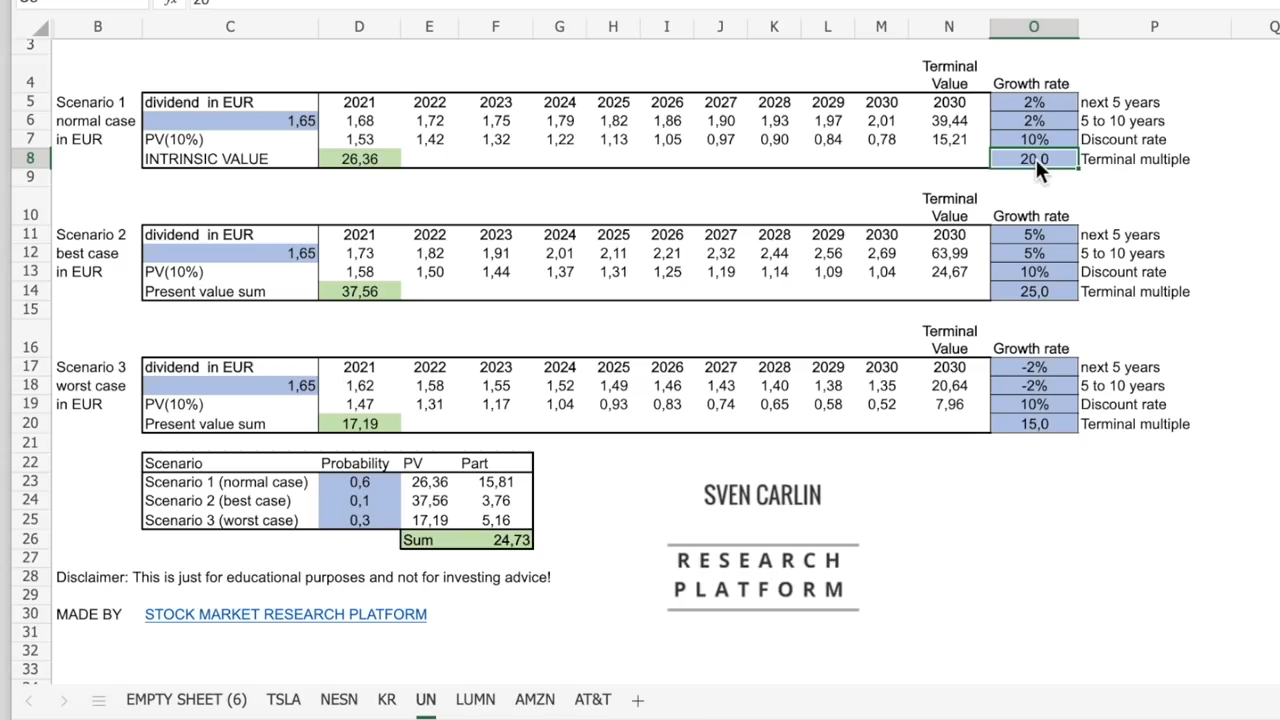 B C D E F G H I J K L M N O P
3
4 Terminal Value Growth rate
5 Scenario 1 dividend in EUR 2021 2022 2023 2024 2025 2026 2027 2028 2029 2030 2030 2% next 5 years
6 normal case 1,65 1,68 1,72 1,75 1,79 1,82 1,86 1,90 1,93 1,97 2,01 39,44 2% 5 to 10 years
7 in EUR PV(10%) 1,53 1,42 1,32 1,22 1,13 1,05 0,97 0,90 0,84 0,78 15,21 10% Discount rate
8 INTRINSIC VALUE 26,36 20,0 Terminal multiple
9
10 Terminal Value Growth rate
11 Scenario 2 dividend in EUR 2021 2022 2023 2024 2025 2026 2027 2028 2029 2030 2030 5% next 5 years
12 best case 1,65 1,73 1,82 1,91 2,01 2,11 2,21 2,32 2,44 2,56 2,69 63,99 5% 5 to 10 years
13 in EUR PV(10%) 1,58 1,50 1,44 1,37 1,31 1,25 1,19 1,14 1,09 1,04 24,67 10% Discount rate
14 Present value sum 37,56 25,0 Terminal multiple
15
16 Terminal Value Growth rate
17 Scenario 3 dividend in EUR 2021 2022 2023 2024 2025 2026 2027 2028 2029 2030 2030 -2% next 5 years
18 worst case 1,65 1,62 1,58 1,55 1,52 1,49 1,46 1,43 1,40 1,38 1,35 20,64 -2% 5 to 10 years
19 in EUR PV(10%) 1,47 1,31 1,17 1,04 0,93 0,83 0,74 0,65 0,58 0,52 7,96 10% Discount rate
20 Present value sum 17,19 15,0 Terminal multiple
21
22 Scenario Probability PV Part
23 Scenario 1 (normal case) 0,6 26,36 15,81
24 Scenario 2 (best case) 0,1 37,56 3,76
25 Scenario 3 (worst case) 0,3 17,19 5,16
26 Sum 24,73
SVEN CARLIN
RESEARCH
PLATFORM
27
28 Disclaimer: This is just for educational purposes and not for investing advice!
29
30 MADE BY STOCK MARKET RESEARCH PLATFORM
31
32
33
EMPTY SHEET (6) TSLA NESN KR UN LUMN AMZN AT&T +